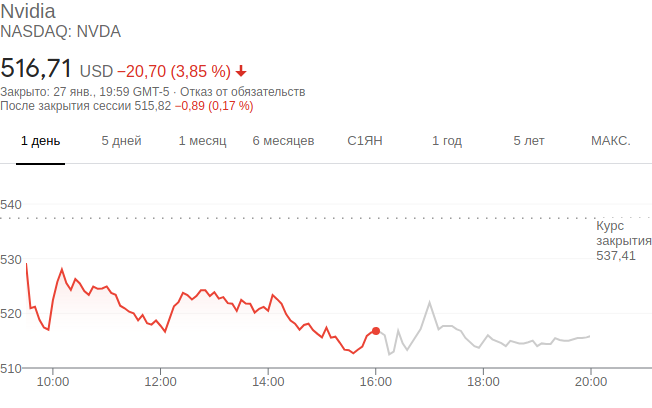 Nvidia
NASDAQ: NVDA
516,71 USD −20,70 (3,85 %) ↓
Закрыто: 27 янв., 19:59 GMT-5 · Отказ от обязательств
После закрытия сессии 515,82 −0,89 (0,17 %)
1 день 5 дней 1 месяц 6 месяцев С1ЯН 1 год 5 лет МАКС.
540
Курс
закрытия
537,41
530
520
510
10:00 12:00 14:00 16:00 18:00 20:00